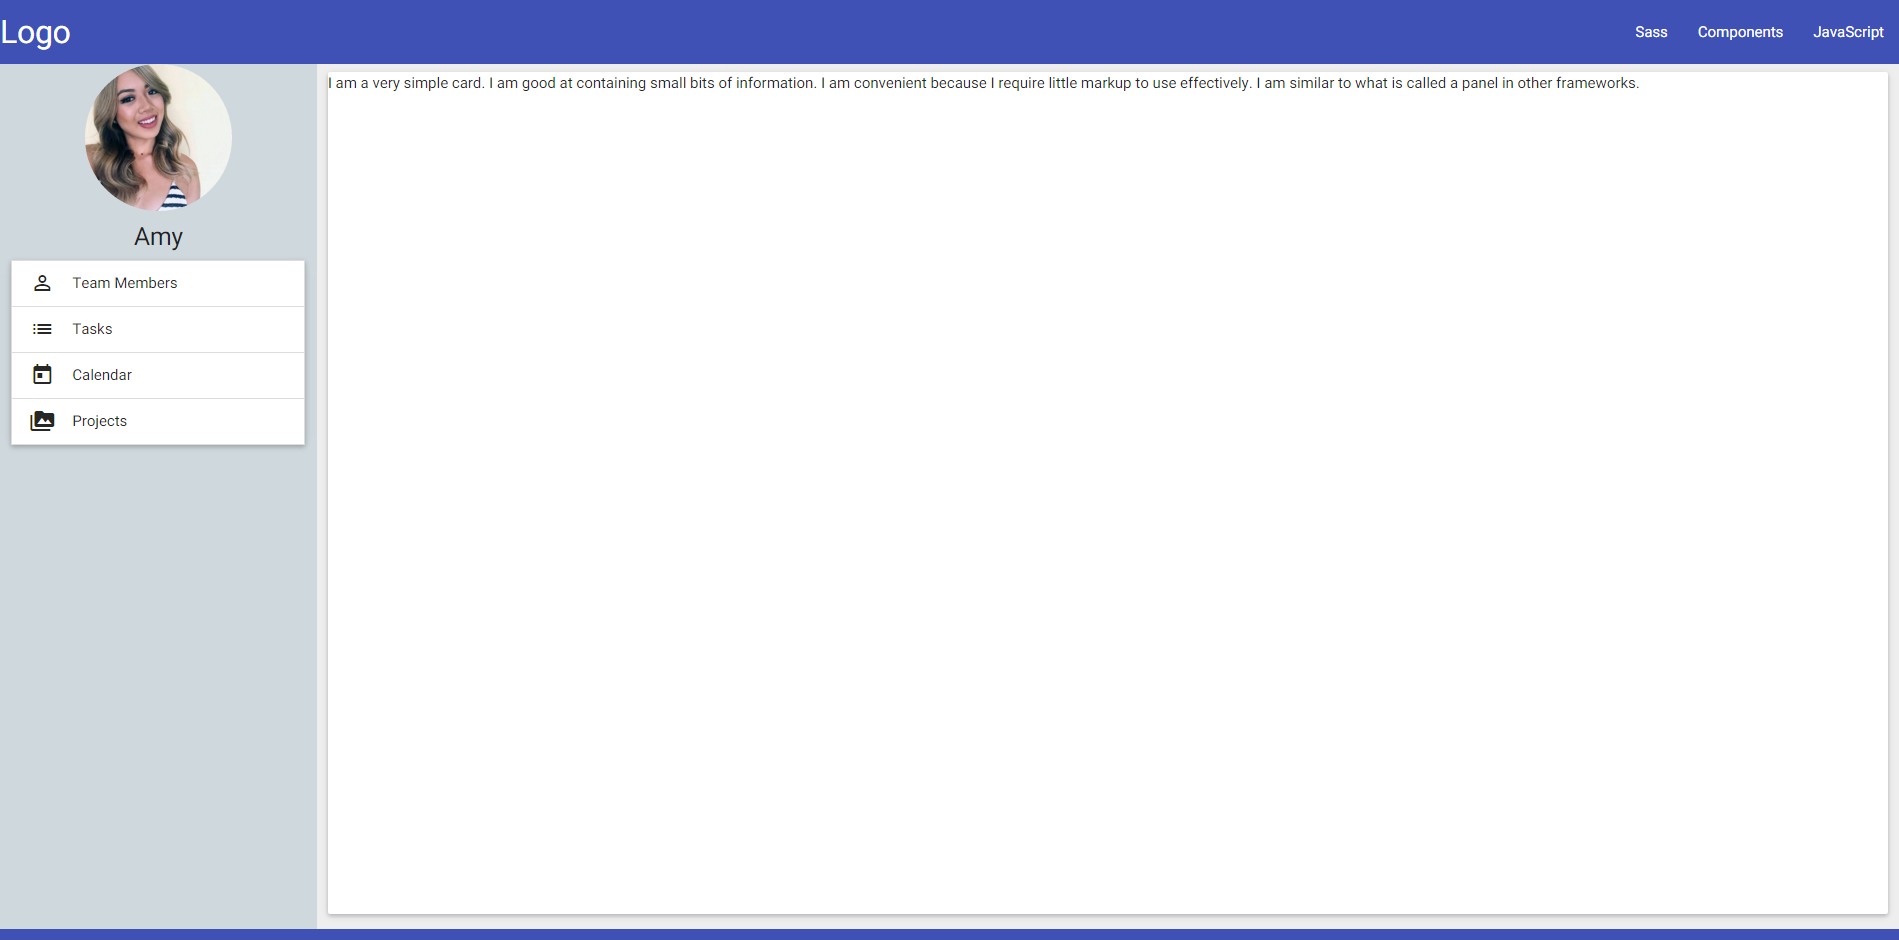 Logo
Sass
Components
JavaScript
Amy
Team Members
Tasks
Calendar
Projects
I am a very simple card. I am good at containing small bits of information. I am convenient because I require little markup to use effectively. I am similar to what is called a panel in other frameworks.